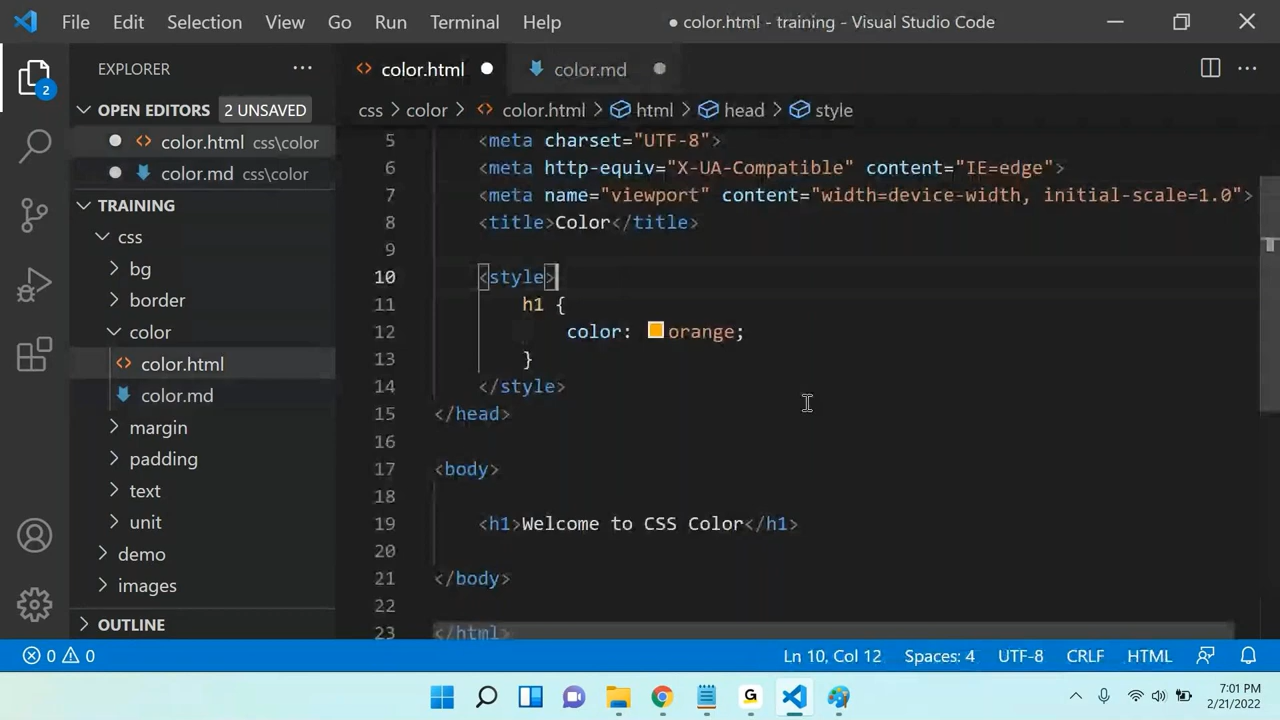 File Edit Selection View Go Run Terminal Help ● color.html - training - Visual Studio Code
EXPLORER ···
color.html ● color.md ●
2
OPEN EDITORS 2 UNSAVED
css > color > color.html > html > head > style
color.html css\color
color.md css\color
TRAINING
css
bg
border
color
color.html
color.md
margin
padding
text
unit
demo
images
OUTLINE
5 <meta charset="UTF-8">
6 <meta http-equiv="X-UA-Compatible" content="IE=edge">
7 <meta name="viewport" content="width=device-width, initial-scale=1.0">
8 <title>Color</title>
9
10 <style>
11 h1 {
12 color: orange;
13 }
14 </style>
15 </head>
16
17 <body>
18
19 <h1>Welcome to CSS Color</h1>
20
21 </body>
22
23 </html>
0 0 Ln 10, Col 12 Spaces: 4 UTF-8 CRLF HTML
G
7:01 PM
2/21/2022